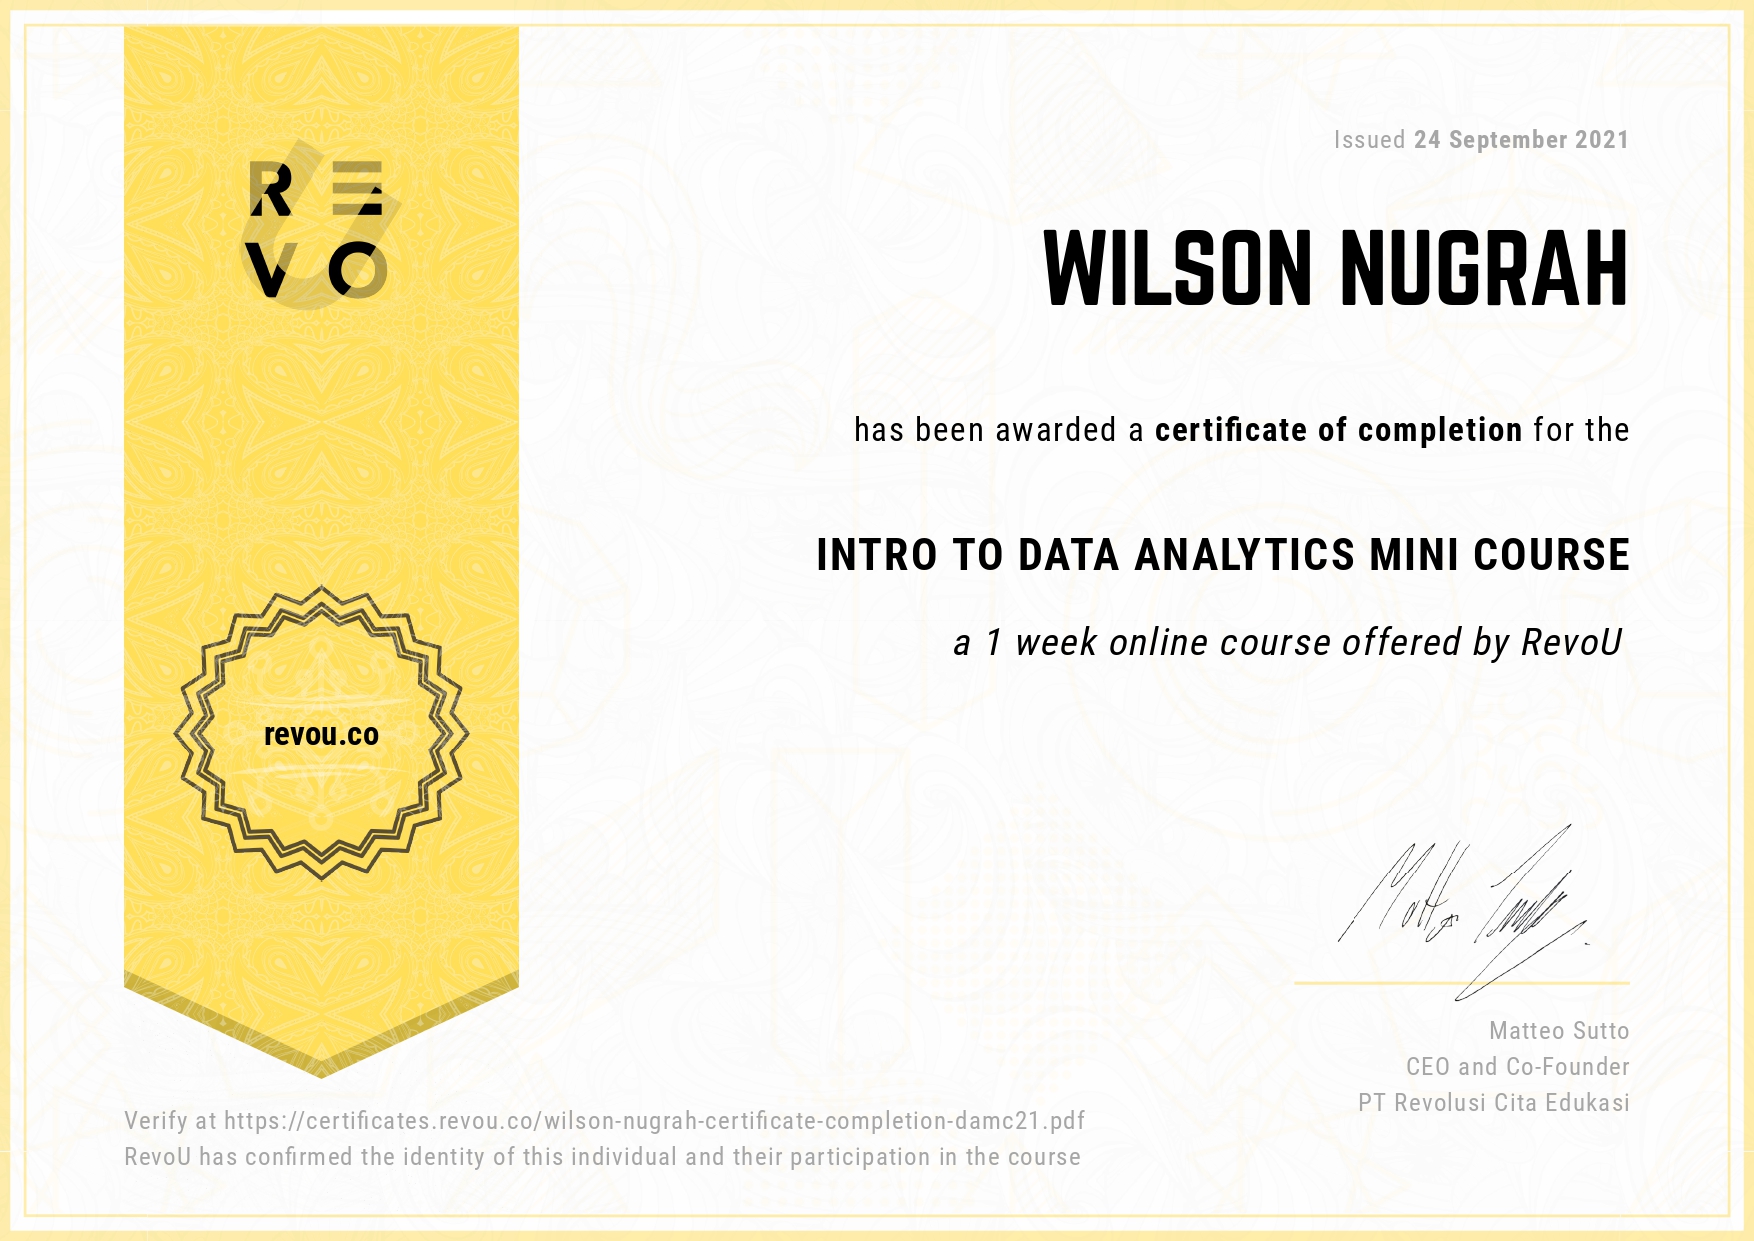 RE
VO
revou.co
Issued 24 September 2021
WILSON NUGRAH
has been awarded a certificate of completion for the
INTRO TO DATA ANALYTICS MINI COURSE
a 1 week online course offered by RevoU
Matteo Sutto
CEO and Co-Founder
PT Revolusi Cita Edukasi
Verify at https://certificates.revou.co/wilson-nugrah-certificate-completion-damc21.pdf
RevoU has confirmed the identity of this individual and their participation in the course